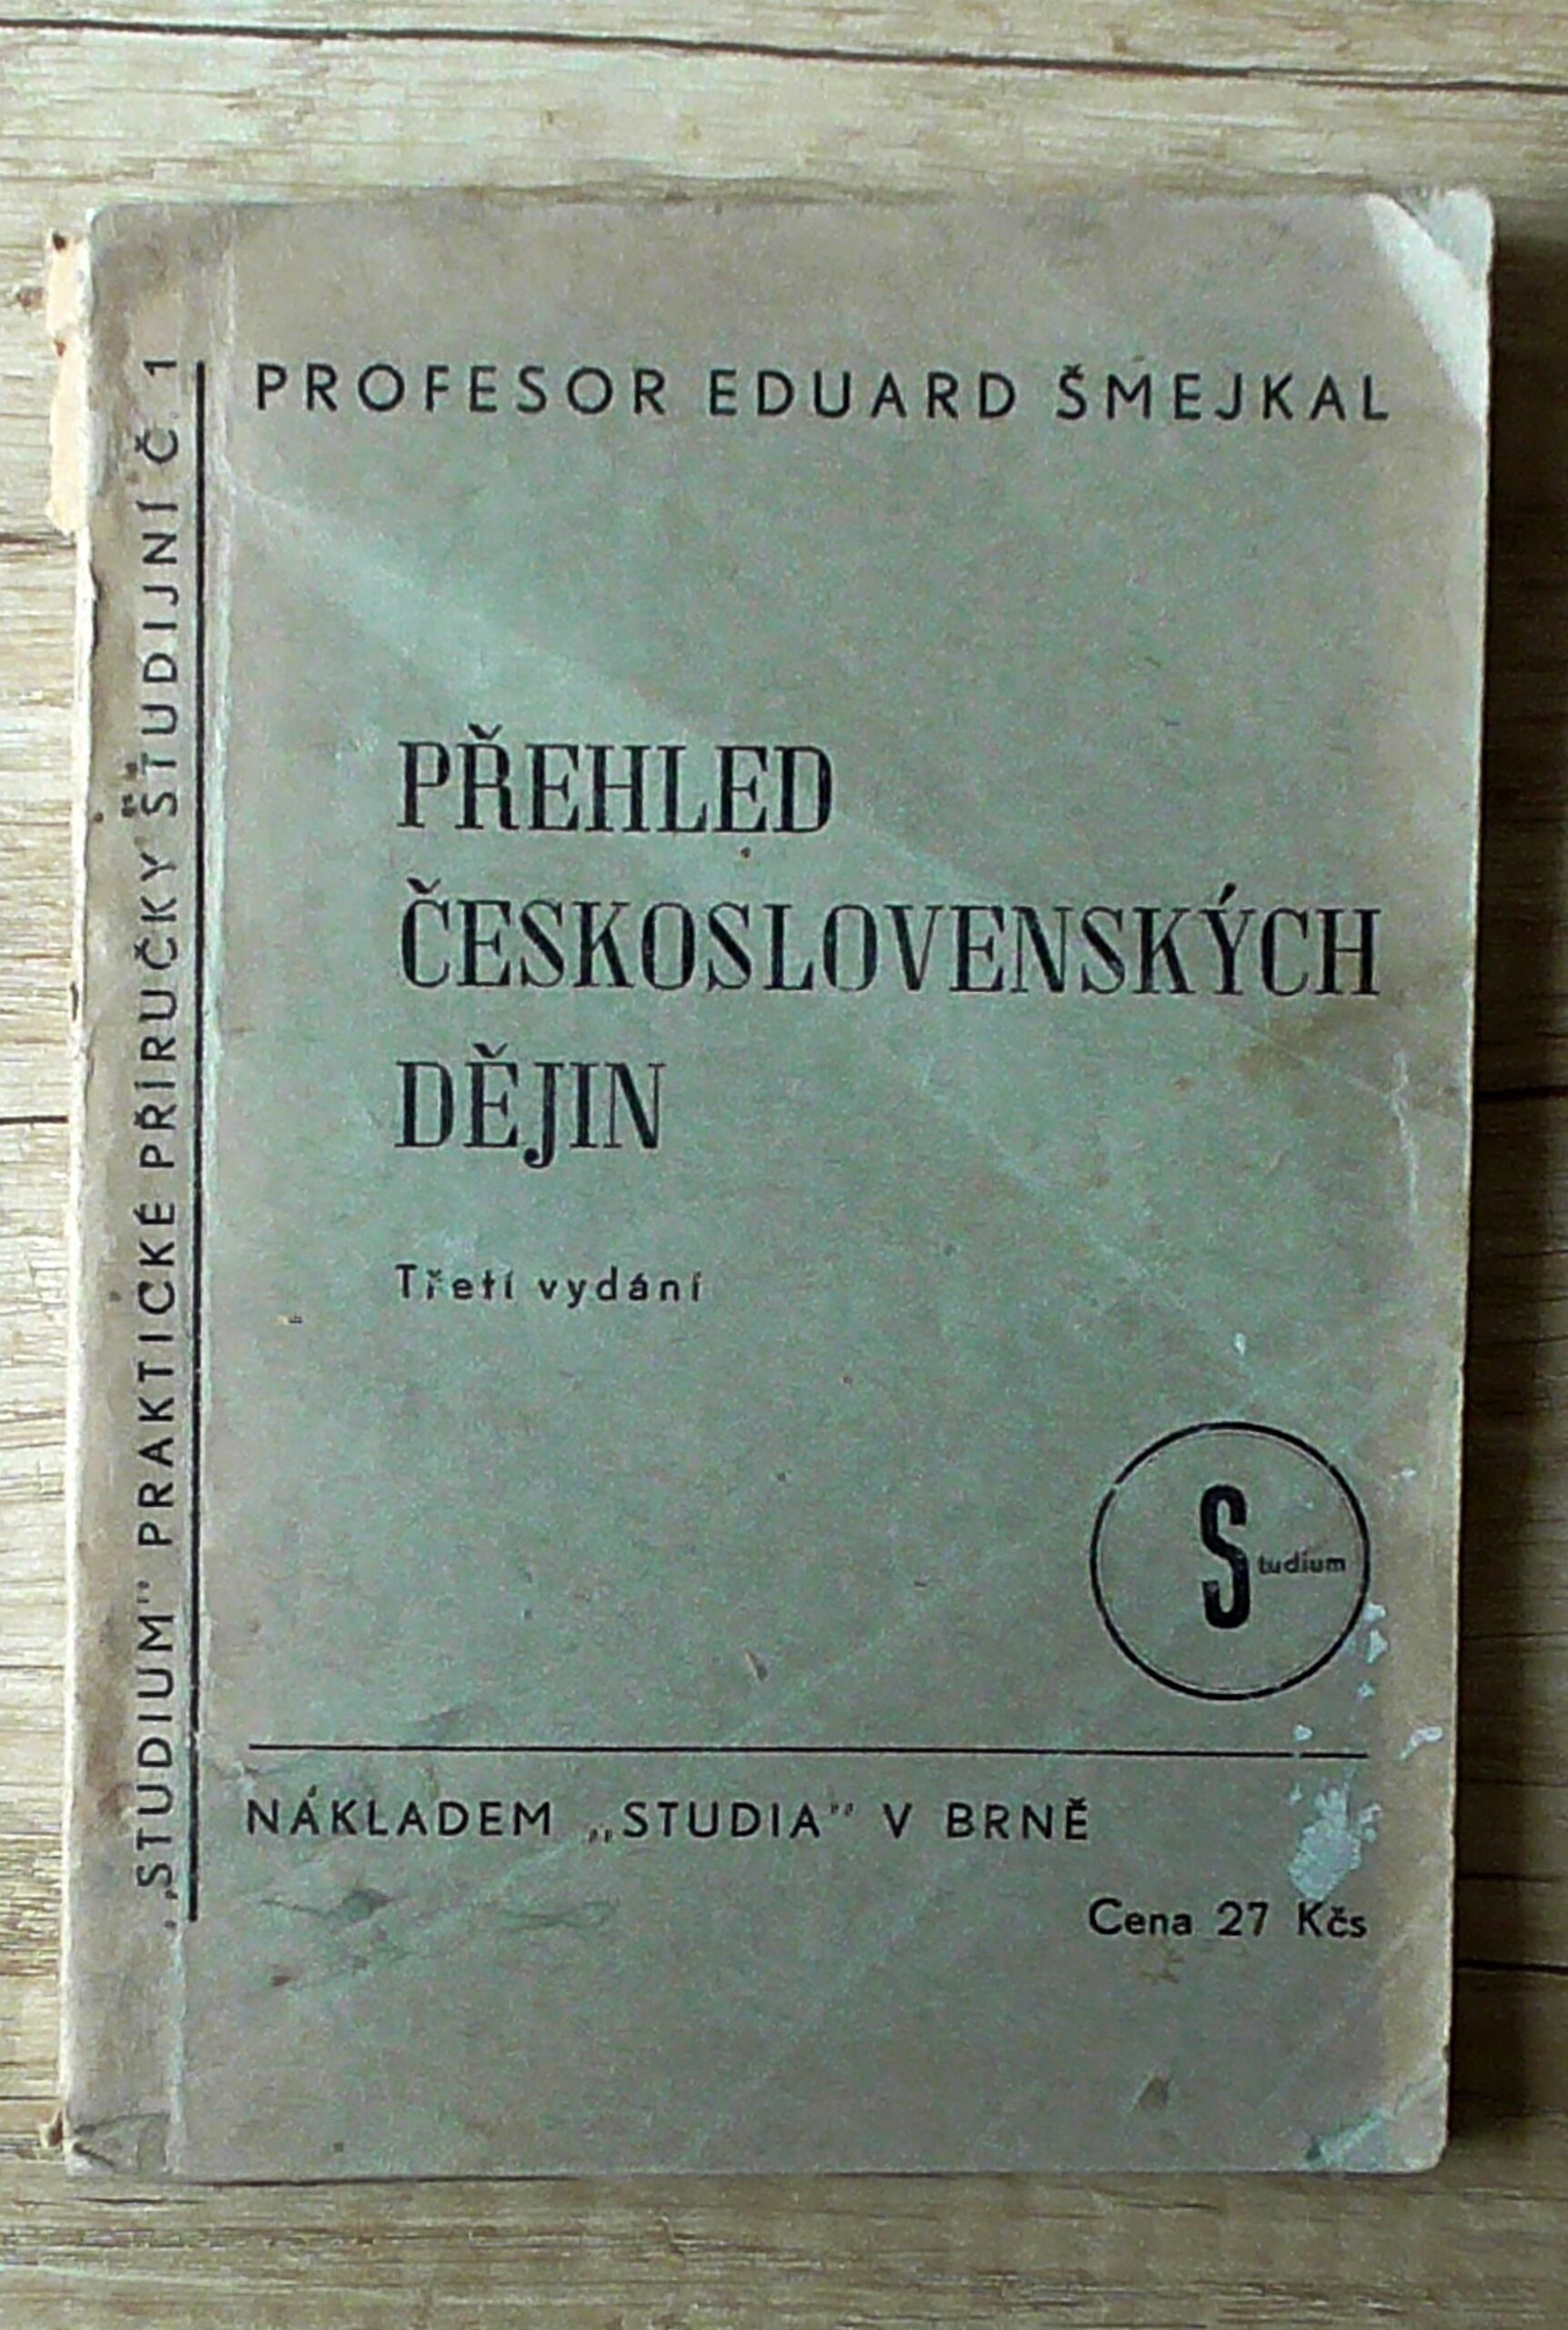 PROFESOR EDUARD ŠMEJKAL
PŘEHLED
ČESKOSLOVENSKÝCH
DĚJIN
Třetí vydání
Studium
NÁKLADEM „STUDIA" V BRNĚ
Cena 27 Kčs
„STUDIUM" PRAKTICKÉ PŘÍRUČKY STUDIJNÍ Č. 1